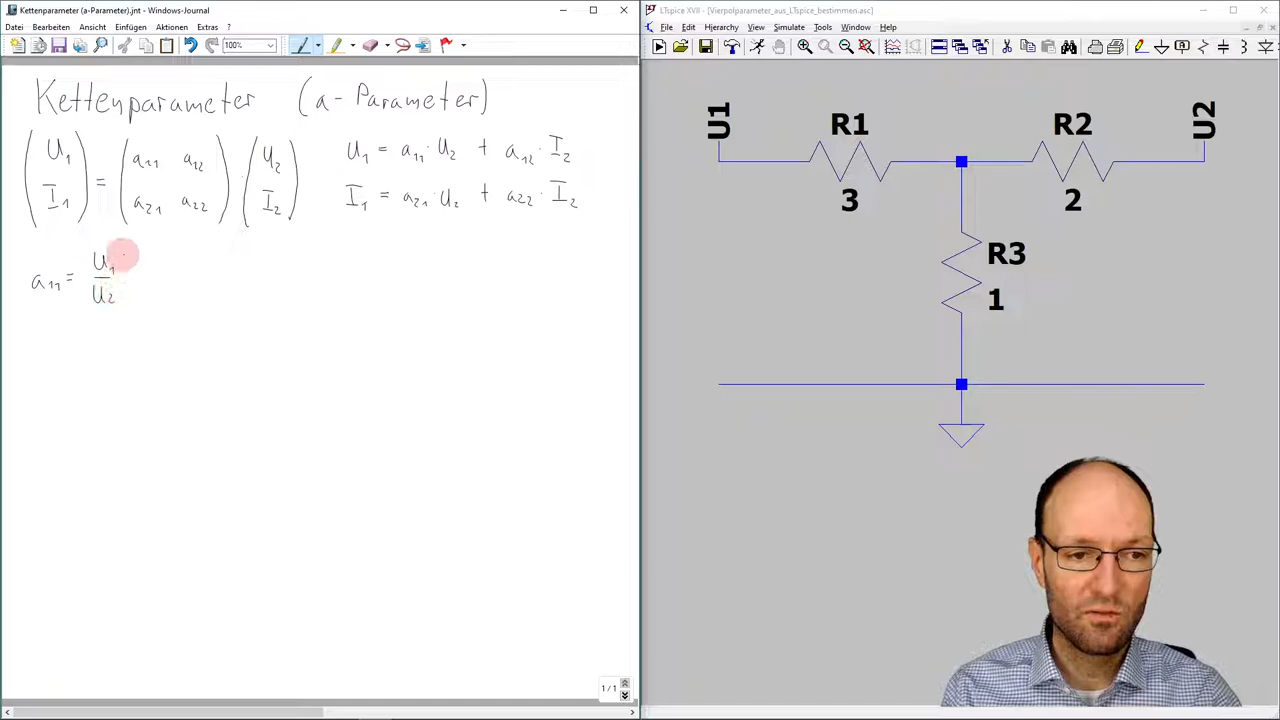 Kettenparameter (a-Parameter).jnt - Windows-Journal
Datei Bearbeiten Ansicht Einfügen Aktionen Extras ?
100%
Kettenparameter (a-Parameter)
(U₁ I₁) = (a₁₁ a₁₂ a₂₁ a₂₂) · (U₂ I₂)
U₁ = a₁₁ · U₂ + a₁₂ · I₂
I₁ = a₂₁ · U₂ + a₂₂ · I₂
a₁₁ = U₁/U₂
1 / 1
LTspice XVII - [Vierpolparameter_aus_LTspice_bestimmen.asc]
File Edit Hierarchy View Simulate Tools Window Help
U1
R1
3
R2
2
U2
R3
1